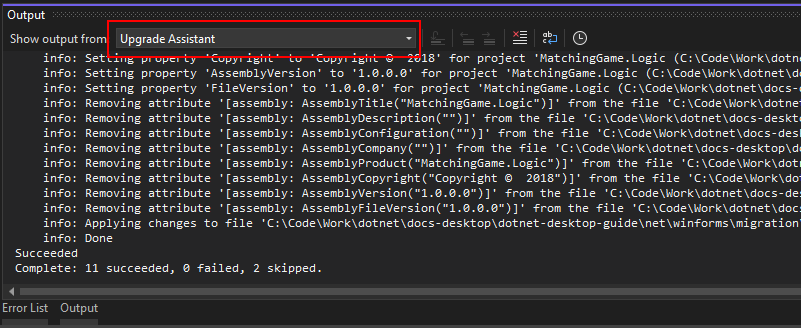 Output
Show output from Upgrade Assistant
info: Setting property 'Copyright' to 'Copyright ©  2018' for project 'MatchingGame.Logic (C:\Code\Work\dotnet
info: Setting property 'AssemblyVersion' to '1.0.0.0' for project 'MatchingGame.Logic (C:\Code\Work\dot
info: Setting property 'FileVersion' to '1.0.0.0' for project 'MatchingGame.Logic (C:\Code\Work\dotnet\docs-
info: Removing attribute '[assembly: AssemblyTitle("MatchingGame.Logic")]' from the file 'C:\Code\Work\dotn
info: Removing attribute '[assembly: AssemblyDescription("")]' from the file 'C:\Code\Work\dotnet\docs-deskto
info: Removing attribute '[assembly: AssemblyConfiguration("")]' from the file 'C:\Code\Work\dotnet\docs-desk
info: Removing attribute '[assembly: AssemblyCompany("")]' from the file 'C:\Code\Work\dotnet\docs-desktop\d
info: Removing attribute '[assembly: AssemblyProduct("MatchingGame.Logic")]' from the file 'C:\Code\Work\do
info: Removing attribute '[assembly: AssemblyCopyright("Copyright ©  2018")]' from the file 'C:\Code\Work\d
info: Removing attribute '[assembly: AssemblyVersion("1.0.0.0")]' from the file 'C:\Code\Work\dotnet\docs-des
info: Removing attribute '[assembly: AssemblyFileVersion("1.0.0.0")]' from the file 'C:\Code\Work\dotnet\doc
info: Applying changes to file 'C:\Code\Work\dotnet\docs-desktop\dotnet-desktop-guide\net\winforms\migration\
info: Done
Succeeded
Complete: 11 succeeded, 0 failed, 2 skipped.
Error List Output